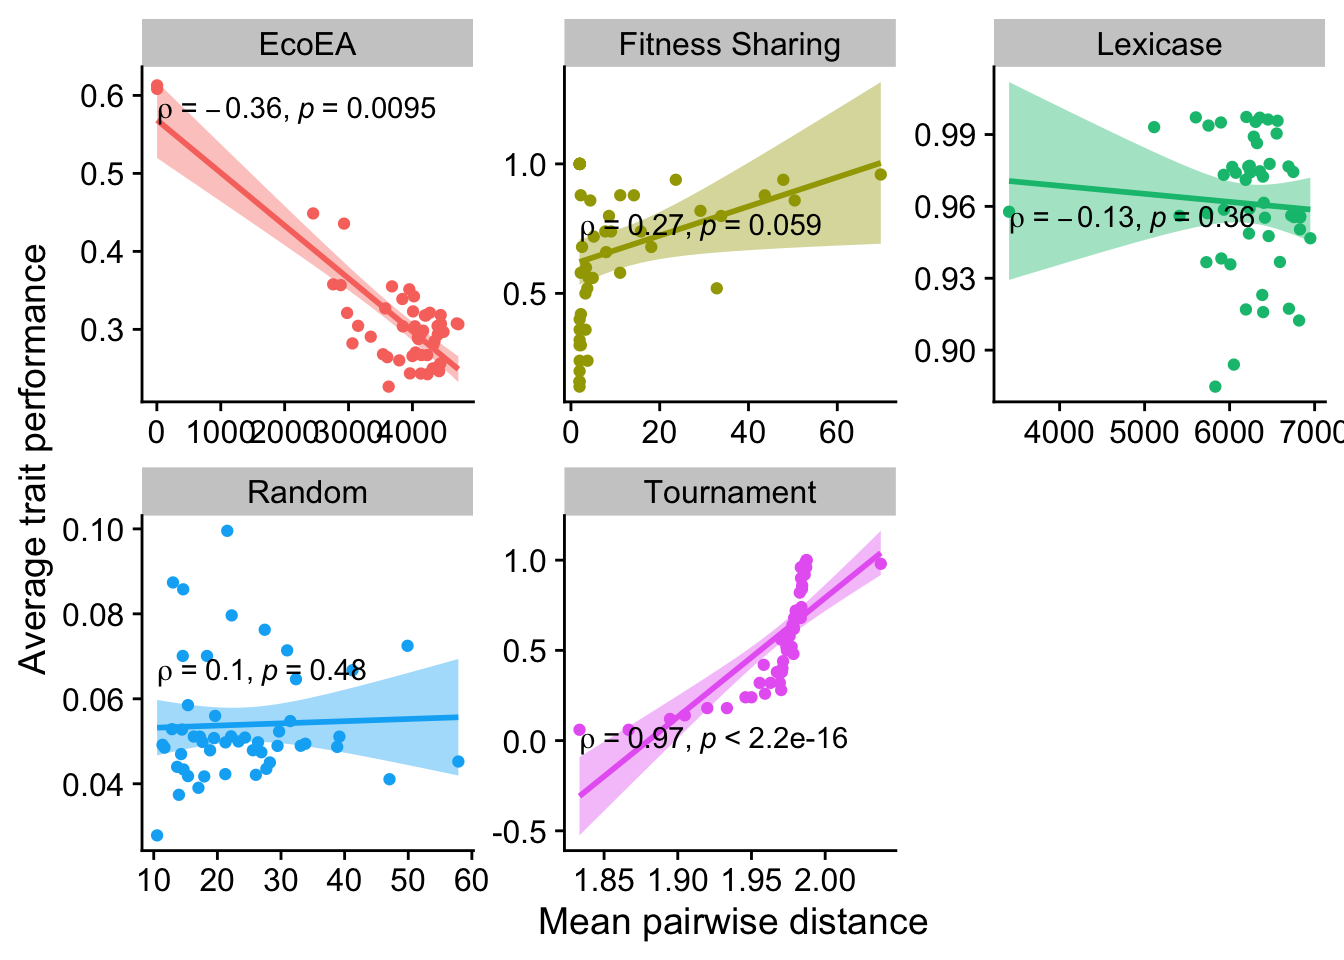 EcoEA
Fitness Sharing
Lexicase
ρ = −0.36, p = 0.0095
ρ = 0.27, p = 0.059
ρ = −0.13, p = 0.36
0.6
0.5
0.4
0.3
1.0
0.5
0.99
0.96
0.93
0.90
0 1000 2000 3000 4000
0 20 40 60
4000 5000 6000 7000
Average trait performance
Random
Tournament
ρ = 0.1, p = 0.48
ρ = 0.97, p < 2.2e-16
0.10
0.08
0.06
0.04
1.0
0.5
0.0
-0.5
10 20 30 40 50 60
1.85 1.90 1.95 2.00
Mean pairwise distance